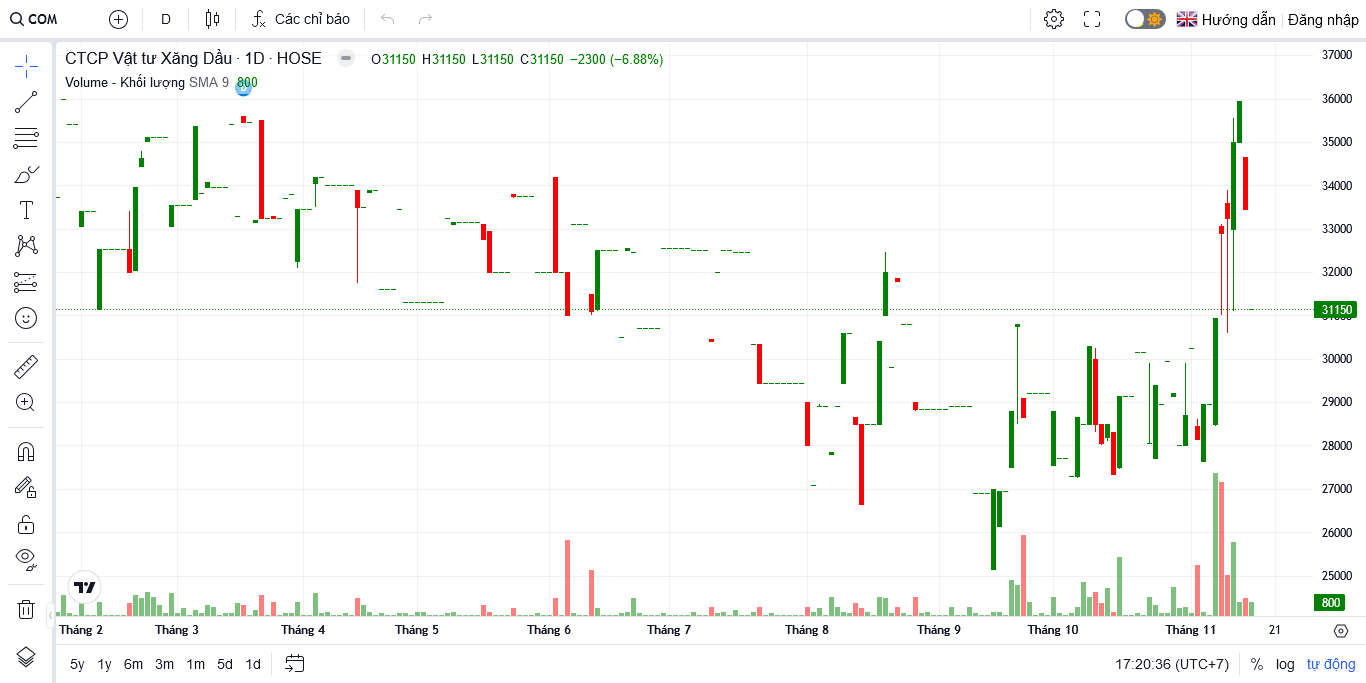 COM D Các chỉ báo Hướng dẫn Đăng nhập
CTCP Vật tư Xăng Dầu · 1D · HOSE O31150 H31150 L31150 C31150 −2300 (−6.88%)
Volume - Khối lượng SMA 9 800
37000
36000
35000
34000
33000
32000
31150
30000
29000
28000
27000
26000
25000
800
Tháng 2 Tháng 3 Tháng 4 Tháng 5 Tháng 6 Tháng 7 Tháng 8 Tháng 9 Tháng 10 Tháng 11 21
5y 1y 6m 3m 1m 5d 1d 17:20:36 (UTC+7) % log tự động